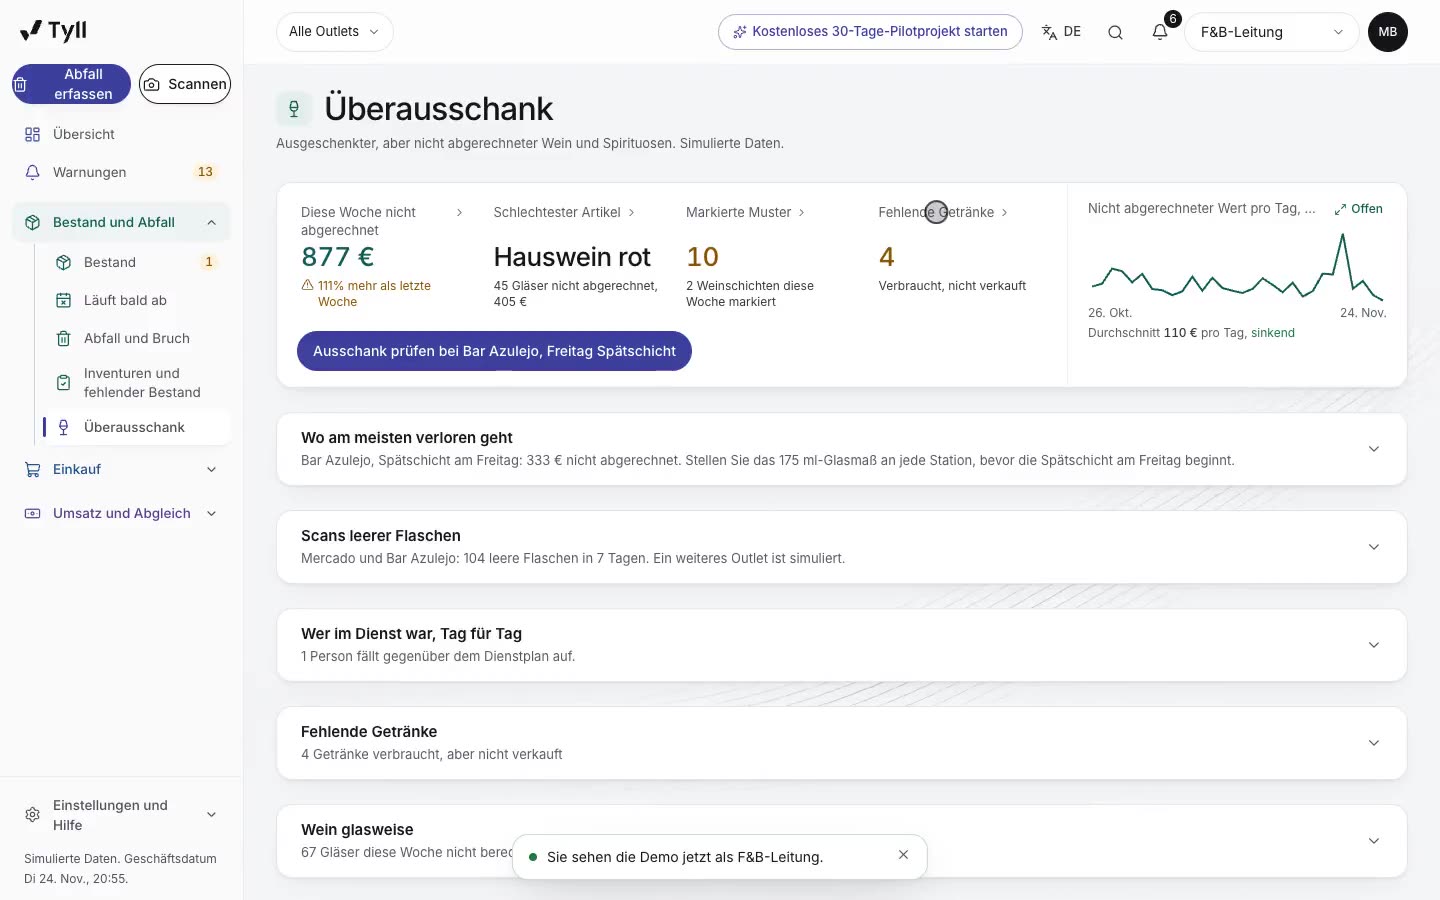 Tyll
Alle Outlets
Kostenloses 30-Tage-Pilotprojekt starten
DE
6
F&B-Leitung
MB
Abfall
erfassen
Scannen
Übersicht
Warnungen
13
Bestand und Abfall
Bestand
1
Läuft bald ab
Abfall und Bruch
Inventuren und
fehlender Bestand
Überausschank
Einkauf
Umsatz und Abgleich
Einstellungen und
Hilfe
Simulierte Daten. Geschäftsdatum
Di 24. Nov., 20:55.
Überausschank
Ausgeschenkter, aber nicht abgerechneter Wein und Spirituosen. Simulierte Daten.
Diese Woche nicht
abgerechnet
877 €
111% mehr als letzte
Woche
Schlechtester Artikel
Hauswein rot
45 Gläser nicht abgerechnet,
405 €
Markierte Muster
10
2 Weinschichten diese
Woche markiert
Fehlende Getränke
4
Verbraucht, nicht verkauft
Ausschank prüfen bei Bar Azulejo, Freitag Spätschicht
Nicht abgerechneter Wert pro Tag, ...
Offen
26. Okt.
24. Nov.
Durchschnitt 110 € pro Tag, sinkend
Wo am meisten verloren geht
Bar Azulejo, Spätschicht am Freitag: 333 € nicht abgerechnet. Stellen Sie das 175 ml-Glasmaß an jede Station, bevor die Spätschicht am Freitag beginnt.
Scans leerer Flaschen
Mercado und Bar Azulejo: 104 leere Flaschen in 7 Tagen. Ein weiteres Outlet ist simuliert.
Wer im Dienst war, Tag für Tag
1 Person fällt gegenüber dem Dienstplan auf.
Fehlende Getränke
4 Getränke verbraucht, aber nicht verkauft
Wein glasweise
67 Gläser diese Woche nicht
Sie sehen die Demo jetzt als F&B-Leitung.